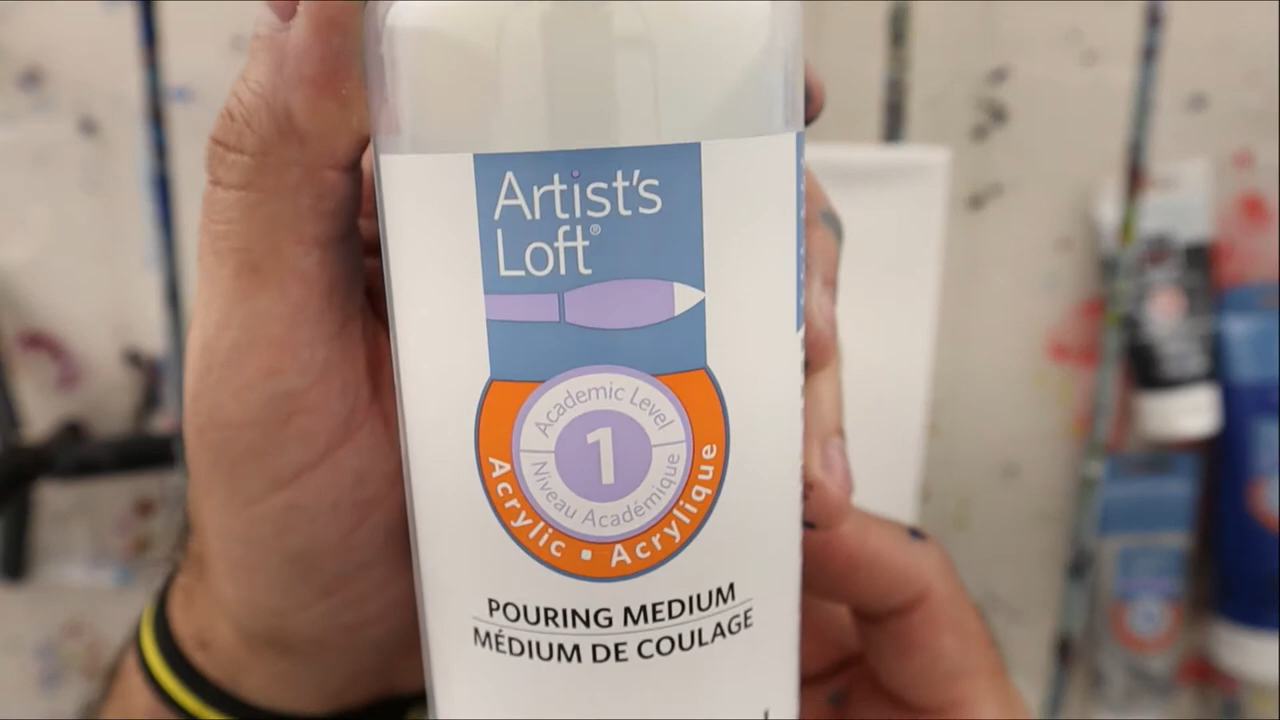 Artist's
Loft®
Academic Level
1
Niveau Académique
Acrylic • Acrylique
POURING MEDIUM
MÉDIUM DE COULAGE